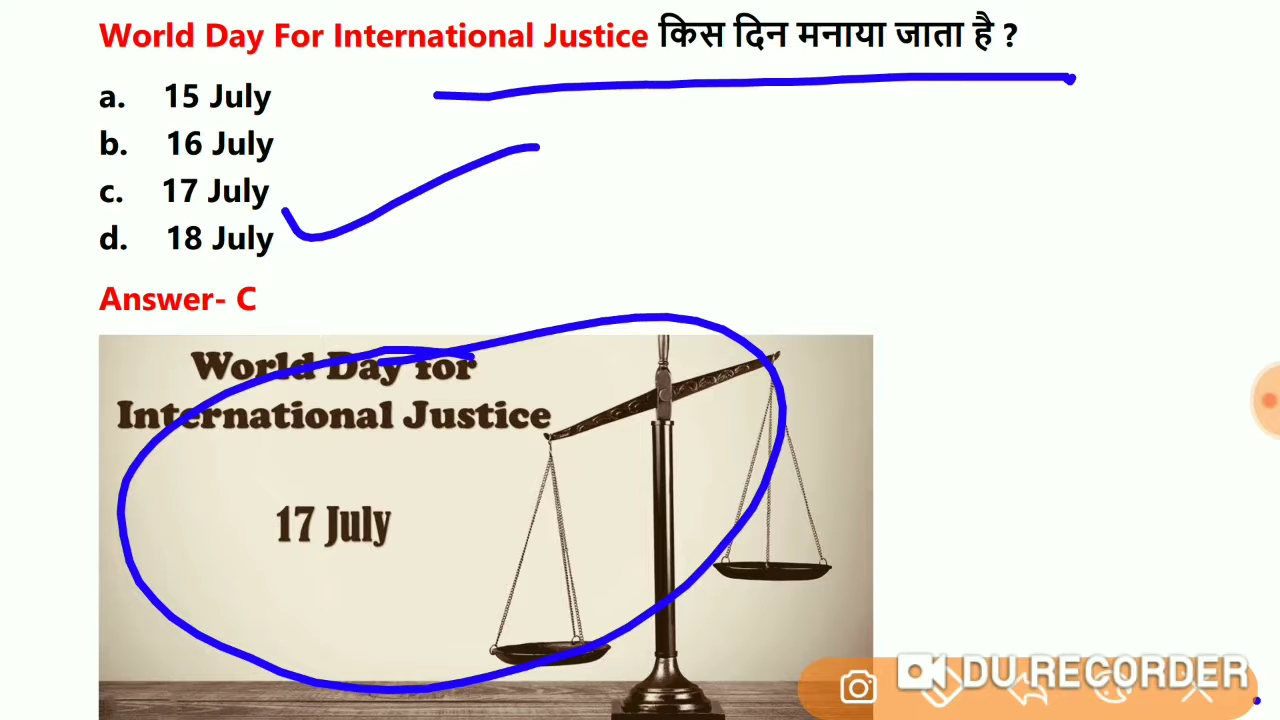 World Day For International Justice किस दिन मनाया जाता है ?
a. 15 July
b. 16 July
c. 17 July
d. 18 July
Answer- C
World Day for
International Justice
17 July
DU RECORDER